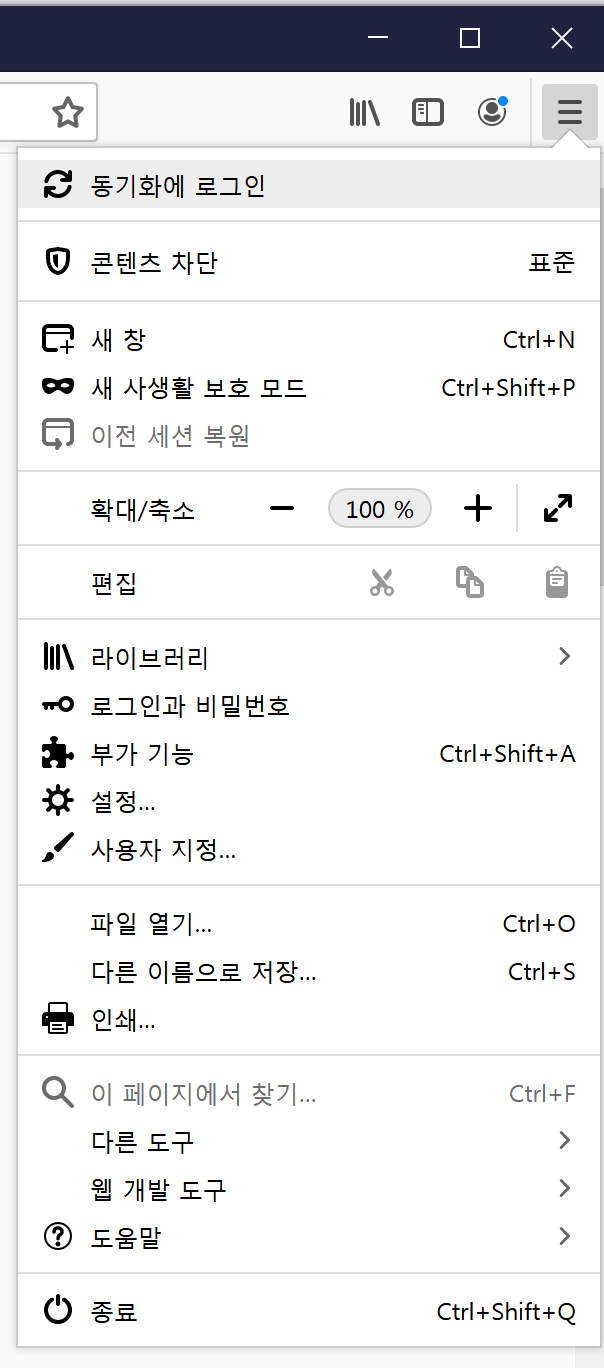 동기화에 로그인
콘텐츠 차단 표준
새 창 Ctrl+N
새 사생활 보호 모드 Ctrl+Shift+P
이전 세션 복원
확대/축소 100 %
편집
라이브러리
로그인과 비밀번호
부가 기능 Ctrl+Shift+A
설정...
사용자 지정...
파일 열기... Ctrl+O
다른 이름으로 저장... Ctrl+S
인쇄...
이 페이지에서 찾기... Ctrl+F
다른 도구
웹 개발 도구
도움말
종료 Ctrl+Shift+Q